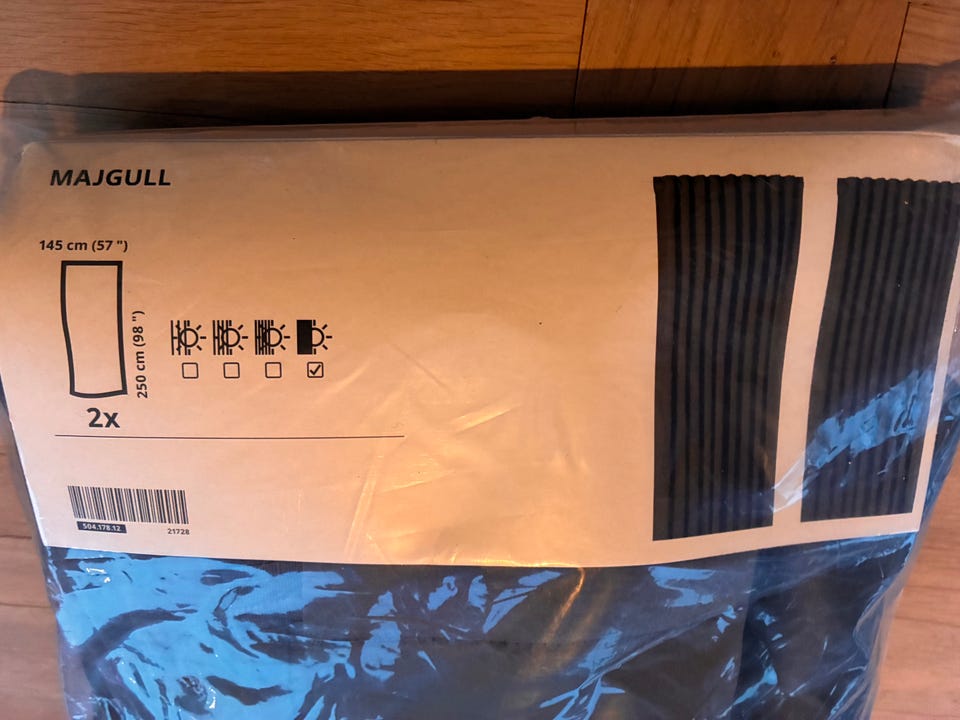 MAJGULL
145 cm (57 ")
250 cm (98 ")
2x
504.178.12
21728